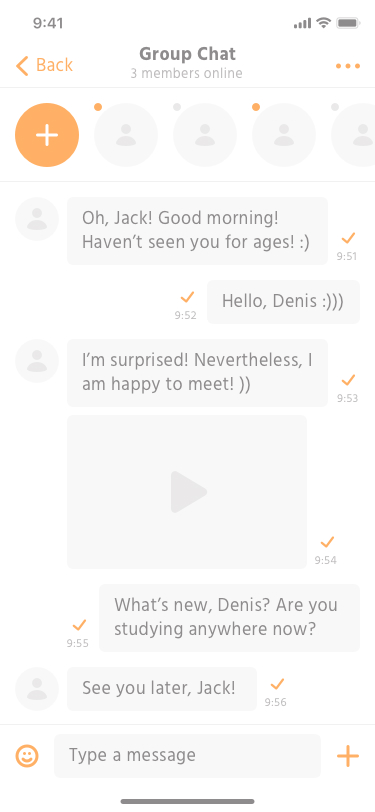 9:41
Back
Group Chat
3 members online
Oh, Jack! Good morning!
Haven't seen you for ages! :)
9:51
Hello, Denis :)))
9:52
I'm surprised! Nevertheless, I
am happy to meet! ))
9:53
9:54
What's new, Denis? Are you
studying anywhere now?
9:55
See you later, Jack!
9:56
Type a message